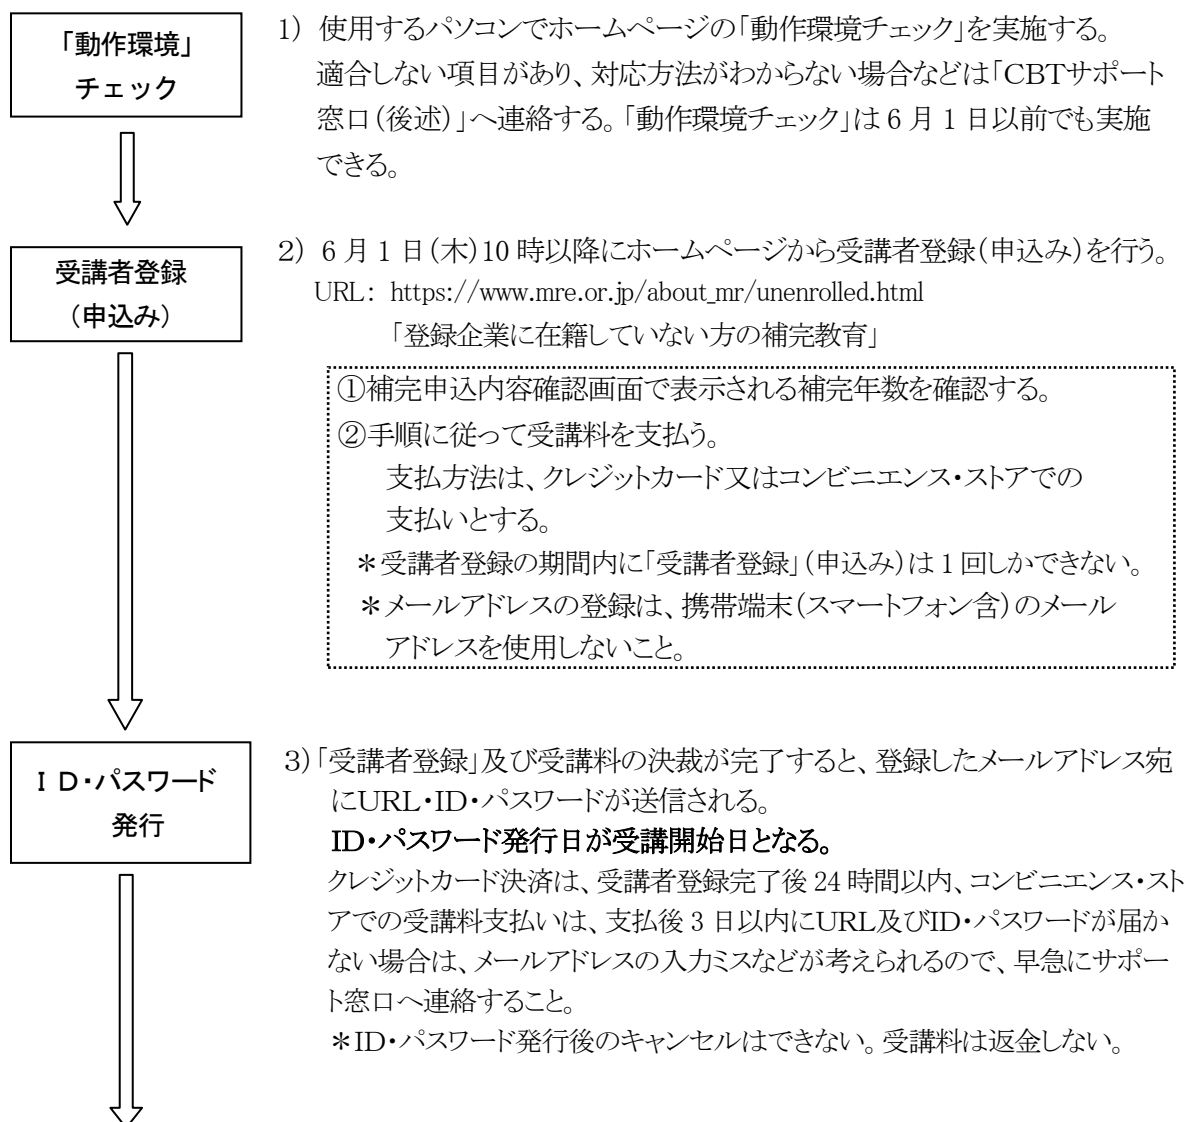 「動作環境」
チェック
1) 使用するパソコンでホームページの「動作環境チェック」を実施する。
適合しない項目があり、対応方法がわからない場合などは「CBTサポート
窓口(後述)」へ連絡する。「動作環境チェック」は 6 月 1 日以前でも実施
できる。
受講者登録
(申込み)
2) 6 月 1 日(木)10 時以降にホームページから受講者登録(申込み)を行う。
URL: https://www.mre.or.jp/about_mr/unenrolled.html
「登録企業に在籍していない方の補完教育」
①補完申込内容確認画面で表示される補完年数を確認する。
②手順に従って受講料を支払う。
支払方法は、クレジットカード又はコンビニエンス・ストアでの
支払いとする。
＊受講者登録の期間内に「受講者登録」(申込み)は 1 回しかできない。
＊メールアドレスの登録は、携帯端末(スマートフォン含)のメール
アドレスを使用しないこと。
ＩＤ・パスワード
発行
3)「受講者登録」及び受講料の決裁が完了すると、登録したメールアドレス宛
にURL・ID・パスワードが送信される。
ID・パスワード発行日が受講開始日となる。
クレジットカード決済は、受講者登録完了後 24 時間以内、コンビニエンス・スト
アでの受講料支払いは、支払後 3 日以内にURL及びID・パスワードが届か
ない場合は、メールアドレスの入力ミスなどが考えられるので、早急にサポー
ト窓口へ連絡すること。
＊ID・パスワード発行後のキャンセルはできない。受講料は返金しない。